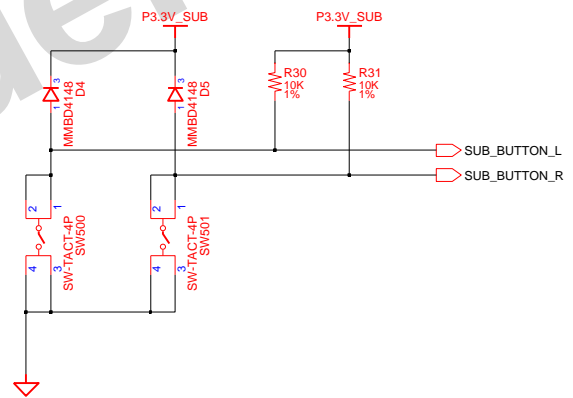 P3.3V_SUB
P3.3V_SUB
3
1
MMBD4148
D4
3
1
MMBD4148
D5
R30
10K
1%
R31
10K
1%
SUB_BUTTON_L
SUB_BUTTON_R
2
1
4
3
SW-TACT-4P
SW500
2
1
4
3
SW-TACT-4P
SW501